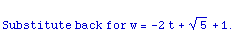 Substitute back for w = -2 t + √5 + 1.